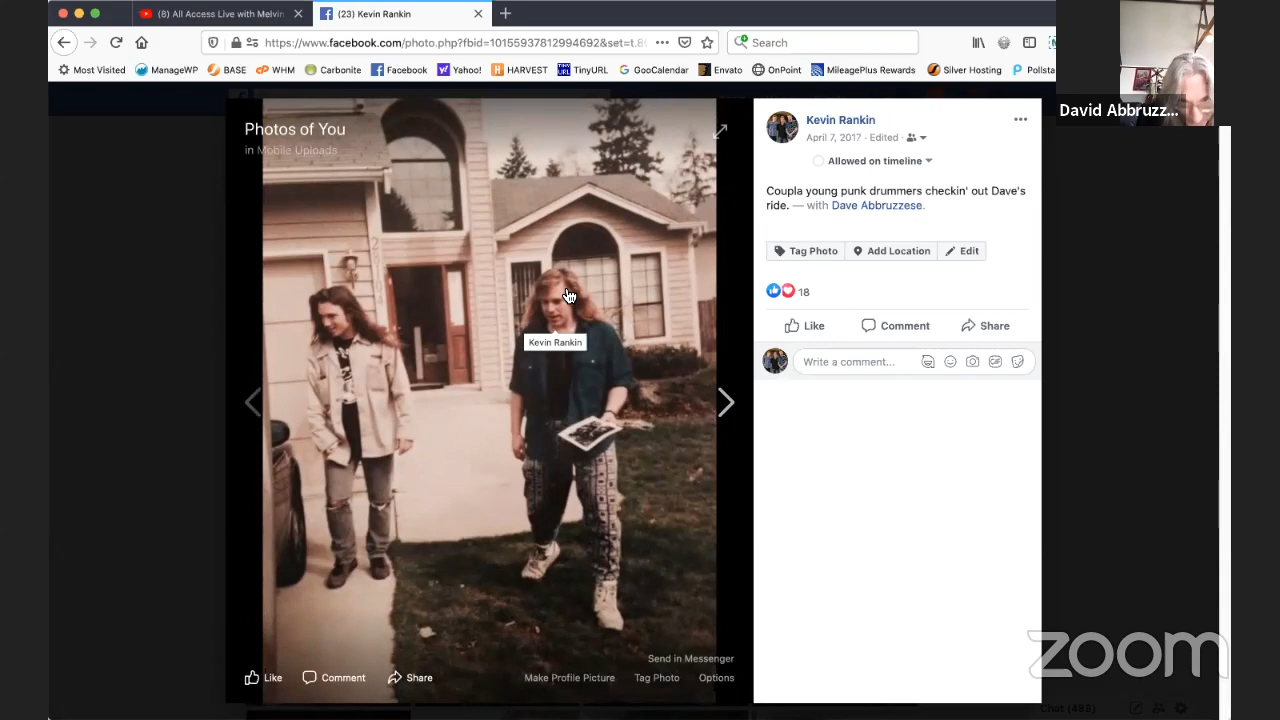 (8) All Access Live with Melvin
(23) Kevin Rankin
https://www.facebook.com/photo.php?fbid=10155937812994692&set=t.80
Search
Most Visited
ManageWP
BASE
WHM
Carbonite
Facebook
Yahoo!
HARVEST
TinyURL
GooCalendar
Envato
OnPoint
MileagePlus Rewards
Silver Hosting
Pollsta
David Abbruzz...
Photos of You
in Mobile Uploads
Kevin Rankin
Like
Comment
Share
Send in Messenger
Make Profile Picture
Tag Photo
Options
Kevin Rankin
April 7, 2017 · Edited ·
Allowed on timeline
Coupla young punk drummers checkin' out Dave's
ride. — with Dave Abbruzzese.
Tag Photo
Add Location
Edit
18
Like
Comment
Share
Write a comment...
zoom
Chat (488)